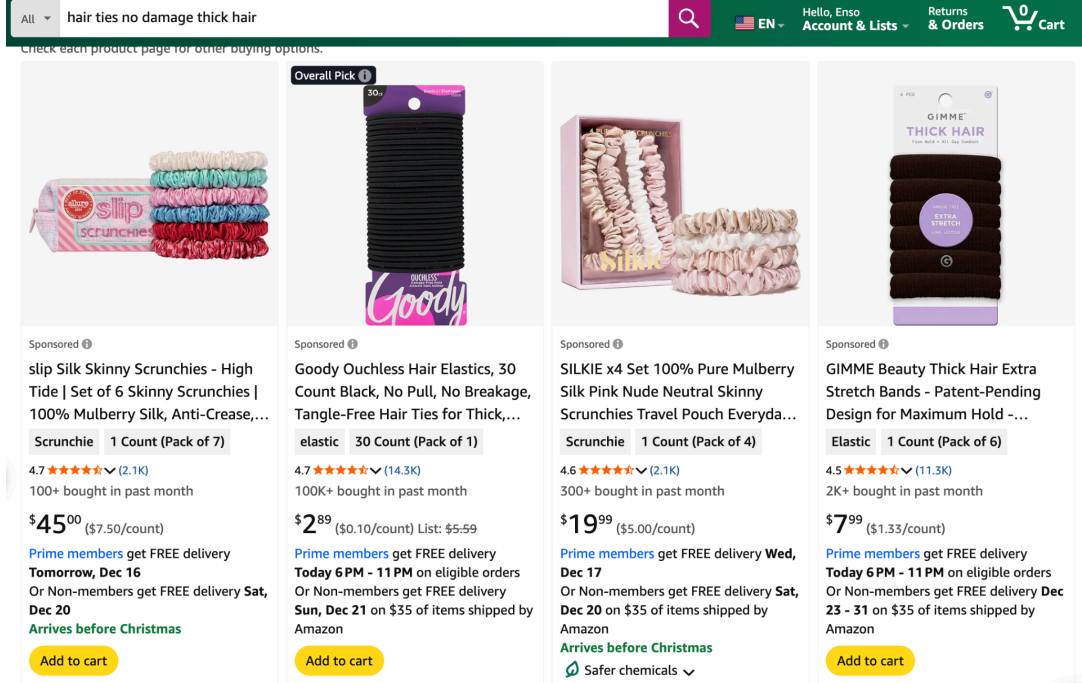 All
hair ties no damage thick hair
EN
Hello, Enso
Account & Lists
Returns
& Orders
0
Cart
Check each product page for other buying options.
allure
slip
SCRUNCHIES
Sponsored
slip Silk Skinny Scrunchies - High
Tide | Set of 6 Skinny Scrunchies |
100% Mulberry Silk, Anti-Crease,...
Scrunchie
1 Count (Pack of 7)
4.7
(2.1K)
100+ bought in past month
$45.00 ($7.50/count)
Prime members get FREE delivery
Tomorrow, Dec 16
Or Non-members get FREE delivery Sat,
Dec 20
Arrives before Christmas
Add to cart
Overall Pick
30ct
OUCHLESS
Goody
Sponsored
Goody Ouchless Hair Elastics, 30
Count Black, No Pull, No Breakage,
Tangle-Free Hair Ties for Thick,...
elastic
30 Count (Pack of 1)
4.7
(14.3K)
100K+ bought in past month
$2.89 ($0.10/count) List: $5.59
Prime members get FREE delivery
Today 6 PM - 11 PM on eligible orders
Or Non-members get FREE delivery
Sun, Dec 21 on $35 of items shipped by
Amazon
Add to cart
Silkie
Sponsored
SILKIE x4 Set 100% Pure Mulberry
Silk Pink Nude Neutral Skinny
Scrunchies Travel Pouch Everyda...
Scrunchie
1 Count (Pack of 4)
4.6
(2.1K)
300+ bought in past month
$19.99 ($5.00/count)
Prime members get FREE delivery Wed,
Dec 17
Or Non-members get FREE delivery Sat,
Dec 20 on $35 of items shipped by
Amazon
Arrives before Christmas
Safer chemicals
6 PCS
GIMME
THICK HAIR
Firm Hold + All Day Comfort
EXTRA
STRETCH
G
Sponsored
GIMME Beauty Thick Hair Extra
Stretch Bands - Patent-Pending
Design for Maximum Hold -...
Elastic
1 Count (Pack of 6)
4.5
(11.3K)
2K+ bought in past month
$7.99 ($1.33/count)
Prime members get FREE delivery
Today 6 PM - 11 PM on eligible orders
Or Non-members get FREE delivery Dec
23 - 31 on $35 of items shipped by
Amazon
Add to cart